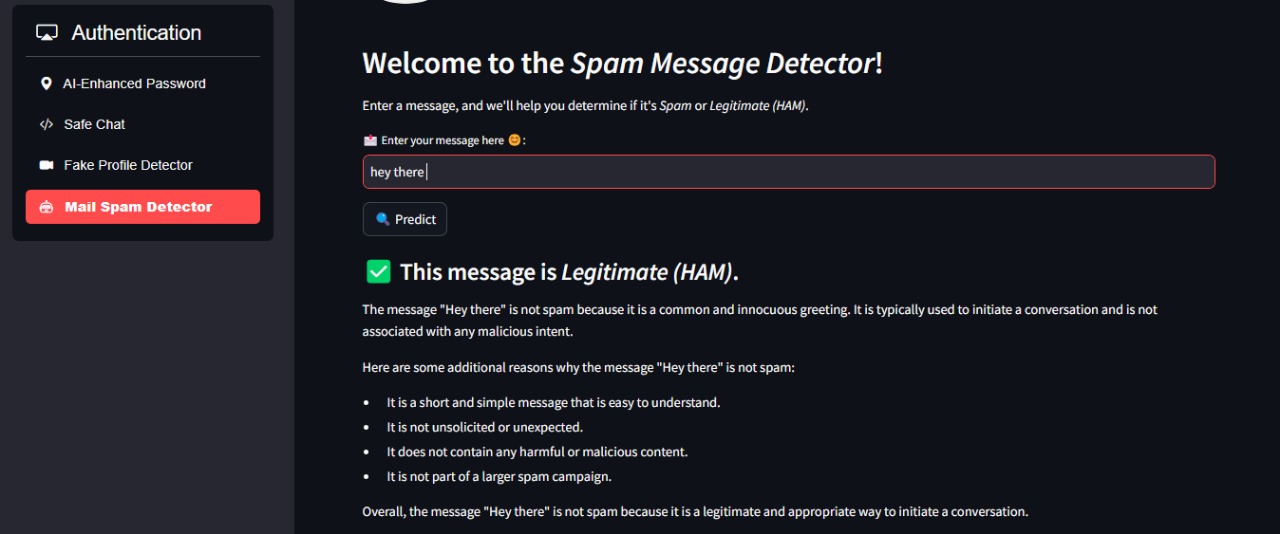 Authentication
AI-Enhanced Password
Safe Chat
Fake Profile Detector
Mail Spam Detector
Welcome to the Spam Message Detector!
Enter a message, and we'll help you determine if it's Spam or Legitimate (HAM).
Enter your message here 😊:
hey there
Predict
This message is Legitimate (HAM).
The message "Hey there" is not spam because it is a common and innocuous greeting. It is typically used to initiate a conversation and is not
associated with any malicious intent.
Here are some additional reasons why the message "Hey there" is not spam:
• It is a short and simple message that is easy to understand.
• It is not unsolicited or unexpected.
• It does not contain any harmful or malicious content.
• It is not part of a larger spam campaign.
Overall, the message "Hey there" is not spam because it is a legitimate and appropriate way to initiate a conversation.